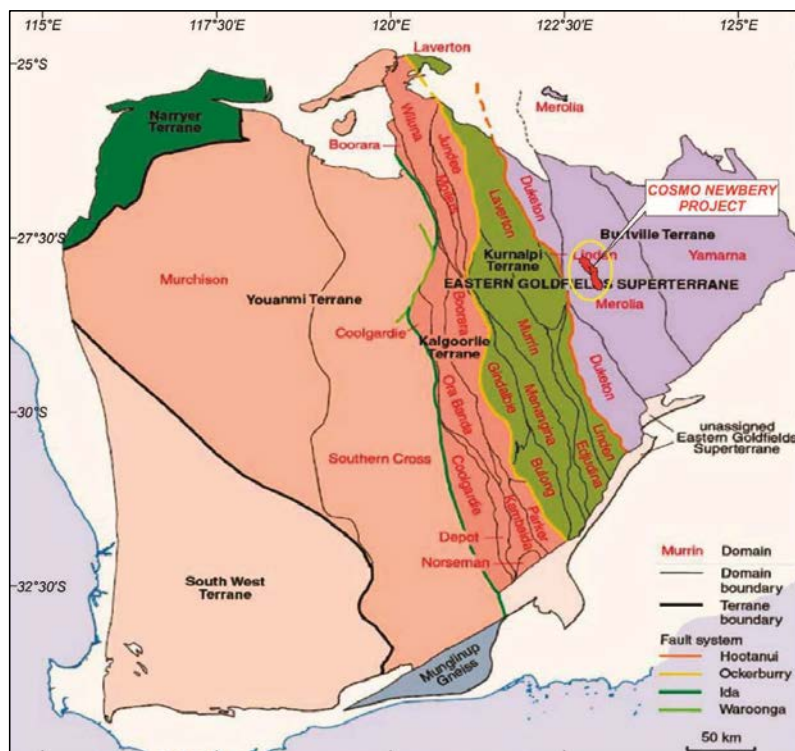 115°E
117°30'E
120°E
122°30'E
125°E
25°S
27°30'S
30°S
32°30'S
Laverton
Narryer
Terrane
Wiluna
Boorara
Jundee
Merolia
Dukelon
COSMO NEWBERY
PROJECT
Laverton
Burtville Terrane
Kurnalpi
Terrane
Linden
Yamarna
Murchison
Youanmi Terrane
EASTERN GOLDFIELDS SUPERTERRANE
Merolia
Coolgardie
Boorara
Kalgoorlie
Terrane
Murrin
Gindalbie
Ora Banda
Menangina
Dukelon
Linden
unassigned
Eastern Goldfields
Superterrane
Southern Cross
Coolgardie
Bulong
Edjudina
Parker
Kambalda
Depot
Norseman
South West
Terrane
Munglinup
Gneiss
Murrin Domain
Domain
boundary
Terrane
boundary
Fault system
Hootanui
Ockerburry
Ida
Waroonga
50 km